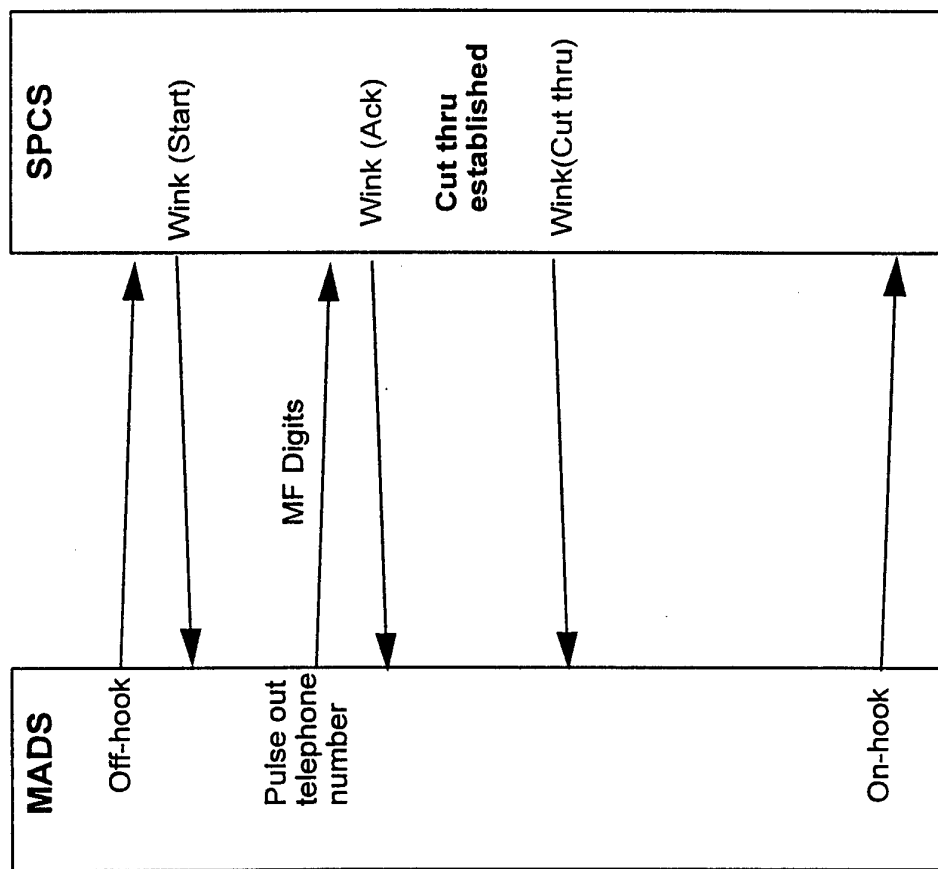 MADS
SPCS
Off-hook
Wink (Start)
Pulse out
telephone
number
MF Digits
Wink (Ack)
Cut thru
established
Wink(Cut thru)
On-hook